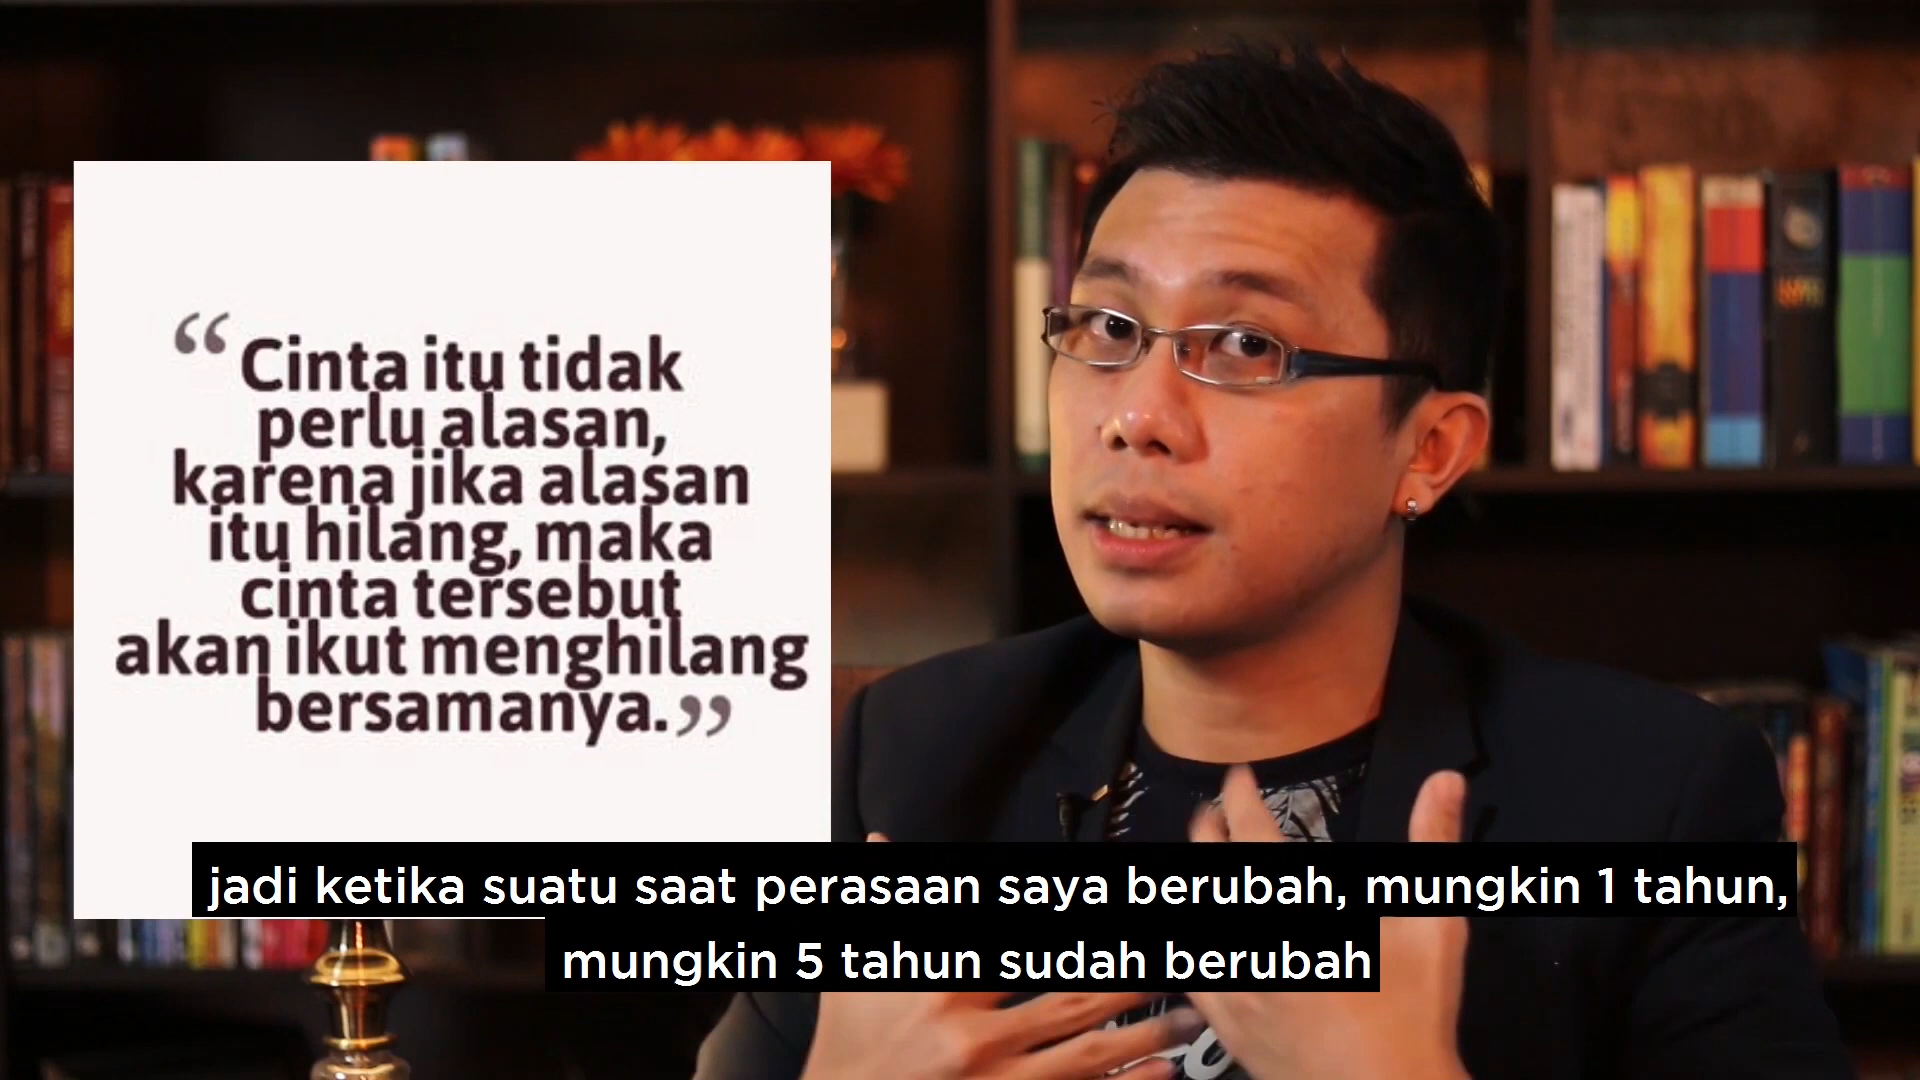 “Cinta itu tidak
perlu alasan,
karena jika alasan
itu hilang, maka
cinta tersebut
akan ikut menghilang
bersamanya.”
jadi ketika suatu saat perasaan saya berubah, mungkin 1 tahun,
mungkin 5 tahun sudah berubah